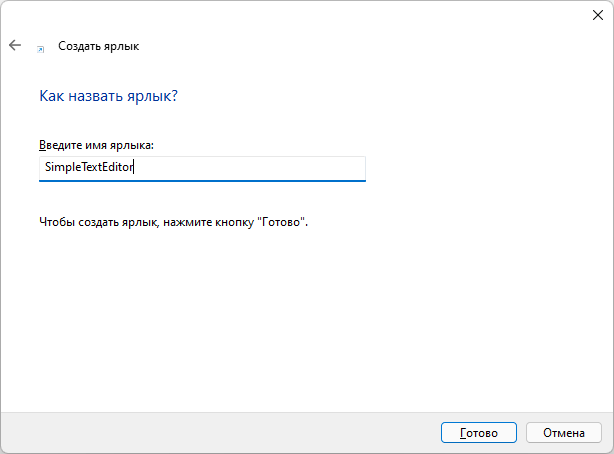 Создать ярлык
Как назвать ярлык?
Введите имя ярлыка:
SimpleTextEditor
Чтобы создать ярлык, нажмите кнопку "Готово".
Готово
Отмена